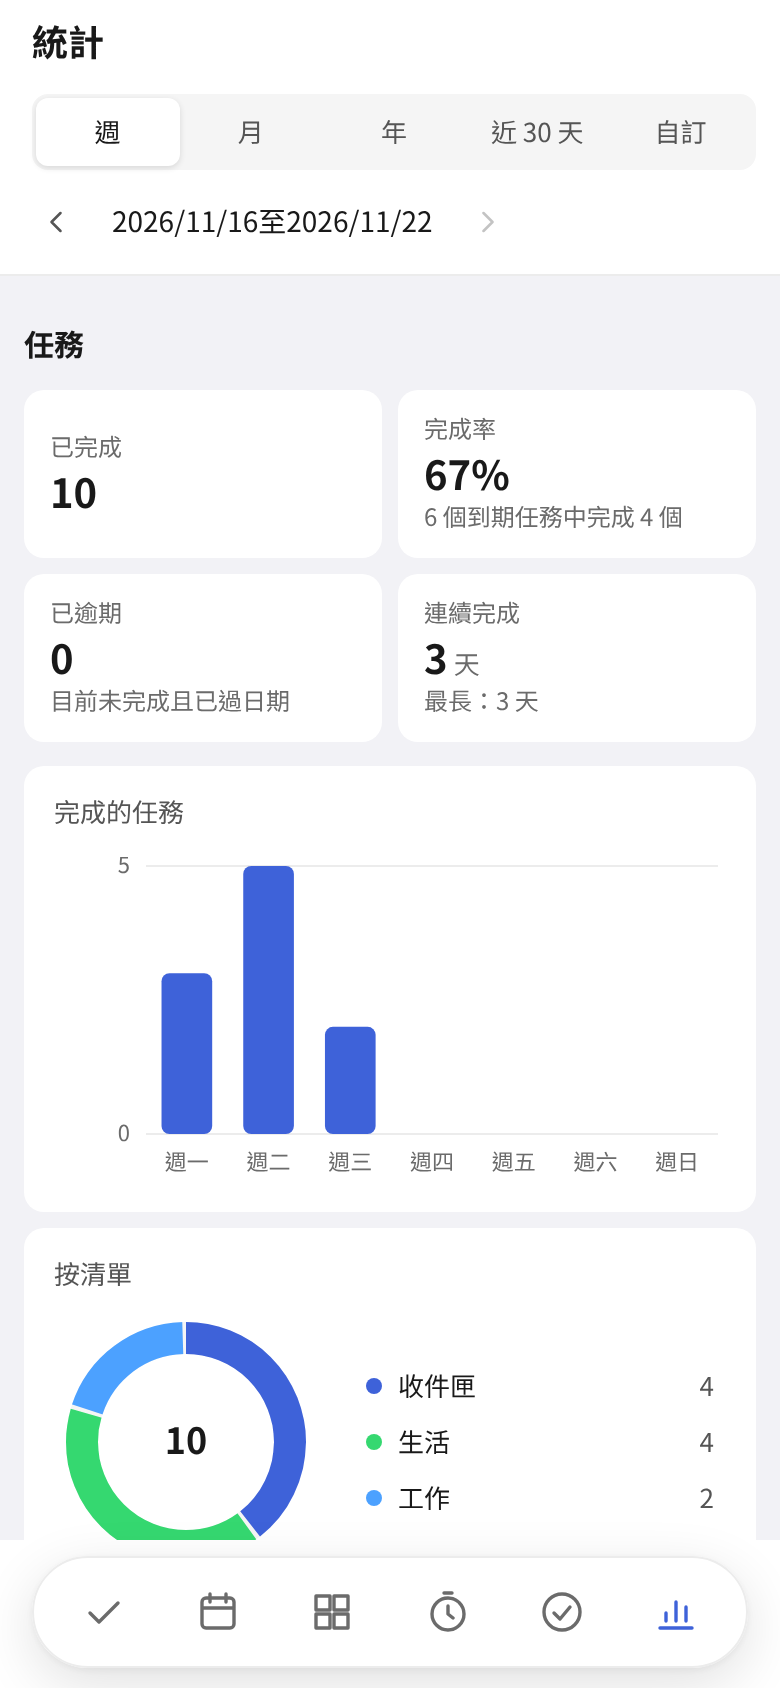 統計
週 月 年 近 30 天 自訂
2026/11/16至2026/11/22
任務
已完成
10
完成率
67%
6 個到期任務中完成 4 個
已逾期
0
目前未完成且已過日期
連續完成
3 天
最長：3 天
完成的任務
5
0
週一 週二 週三 週四 週五 週六 週日
按清單
10
收件匣 4
生活 4
工作 2